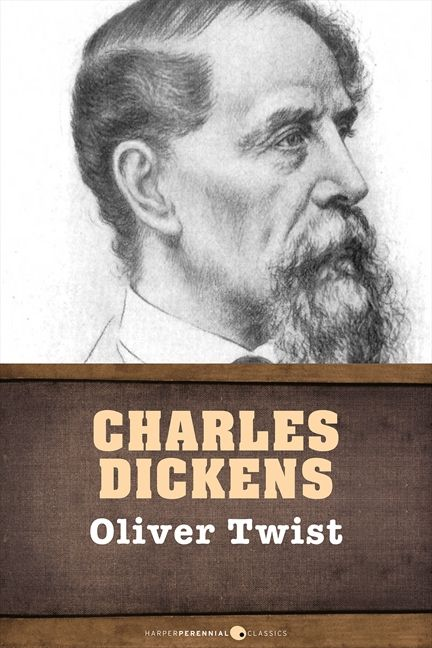 CHARLES
DICKENS
Oliver Twist
HARPERPERENNIAL CLASSICS